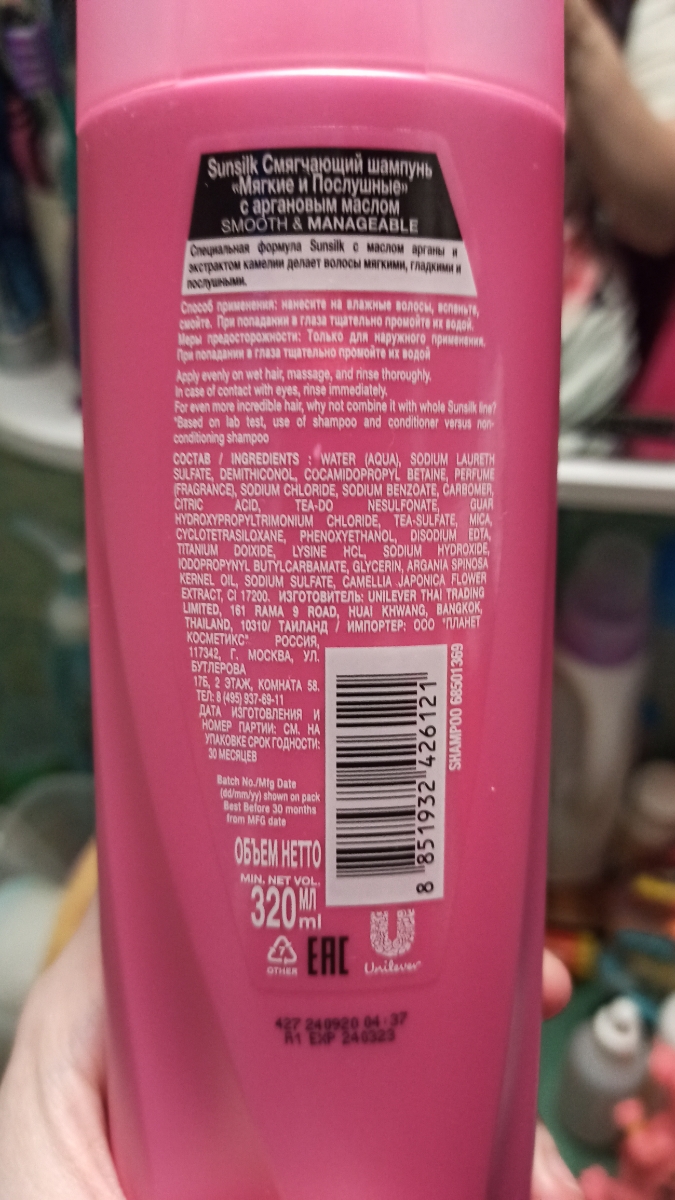 Sunsilk Смягчающий шампунь
«Мягкие и Послушные»
с аргановым маслом
SMOOTH & MANAGEABLE
Специальная формула Sunsilk с маслом арганы и
экстрактом камелии делает волосы мягкими, гладкими и
послушными.
Способ применения: нанесите на влажные волосы, вспеньте,
смойте. При попадании в глаза тщательно промойте их водой.
Меры предосторожности: Только для наружного применения.
При попадании в глаза тщательно промойте их водой
Apply evenly on wet hair, massage, and rinse thoroughly.
In case of contact with eyes, rinse immediately.
For even more incredible hair, why not combine it with whole Sunsilk line?
*Based on lab test, use of shampoo and conditioner versus non-
conditioning shampoo
СОСТАВ / INGREDIENTS : WATER (AQUA), SODIUM LAURETH
SULFATE, DEMITHICONOL, COCAMIDOPROPYL BETAINE, PERFUME
(FRAGRANCE), SODIUM CHLORIDE, SODIUM BENZOATE, CARBOMER,
CITRIC ACID, TEA-DO NESULFONATE, GUAR
HYDROXYPROPYLTRIMONIUM CHLORIDE, TEA-SULFATE, MICA,
CYCLOTETRASILOXANE, PHENOXYETHANOL, DISODIUM EDTA,
TITANIUM DOIXIDE, LYSINE HCL, SODIUM HYDROXIDE,
IODOPROPYNYL BUTYLCARBAMATE, GLYCERIN, ARGANIA SPINOSA
KERNEL OIL, SODIUM SULFATE, CAMELLIA JAPONICA FLOWER
EXTRACT, CI 17200. ИЗГОТОВИТЕЛЬ: UNILEVER THAI TRADING
LIMITED, 161 RAMA 9 ROAD, HUAI KHWANG, BANGKOK,
THAILAND, 10310/ ТАИЛАНД / ИМПОРТЕР: ООО "ПЛАНЕТ
КОСМЕТИКС" РОССИЯ,
117342, Г. МОСКВА, УЛ.
БУТЛЕРОВА
17Б, 2 ЭТАЖ, КОМНАТА 58.
ТЕЛ: 8 (495) 937-69-11
ДАТА ИЗГОТОВЛЕНИЯ И
НОМЕР ПАРТИИ: СМ. НА
УПАКОВКЕ СРОК ГОДНОСТИ:
30 МЕСЯЦЕВ
Batch No./Mfg Date
(dd/mm/yy) shown on pack
Best Before 30 months
from MFG date
8 851932 426121
SHAMPOO 68501369
ОБЪЕМ НЕТТО
MIN. NET VOL.
320 МЛ ml
7
OTHER
EAC
Unilever
427 240920 04:37
A1 EXP 240323